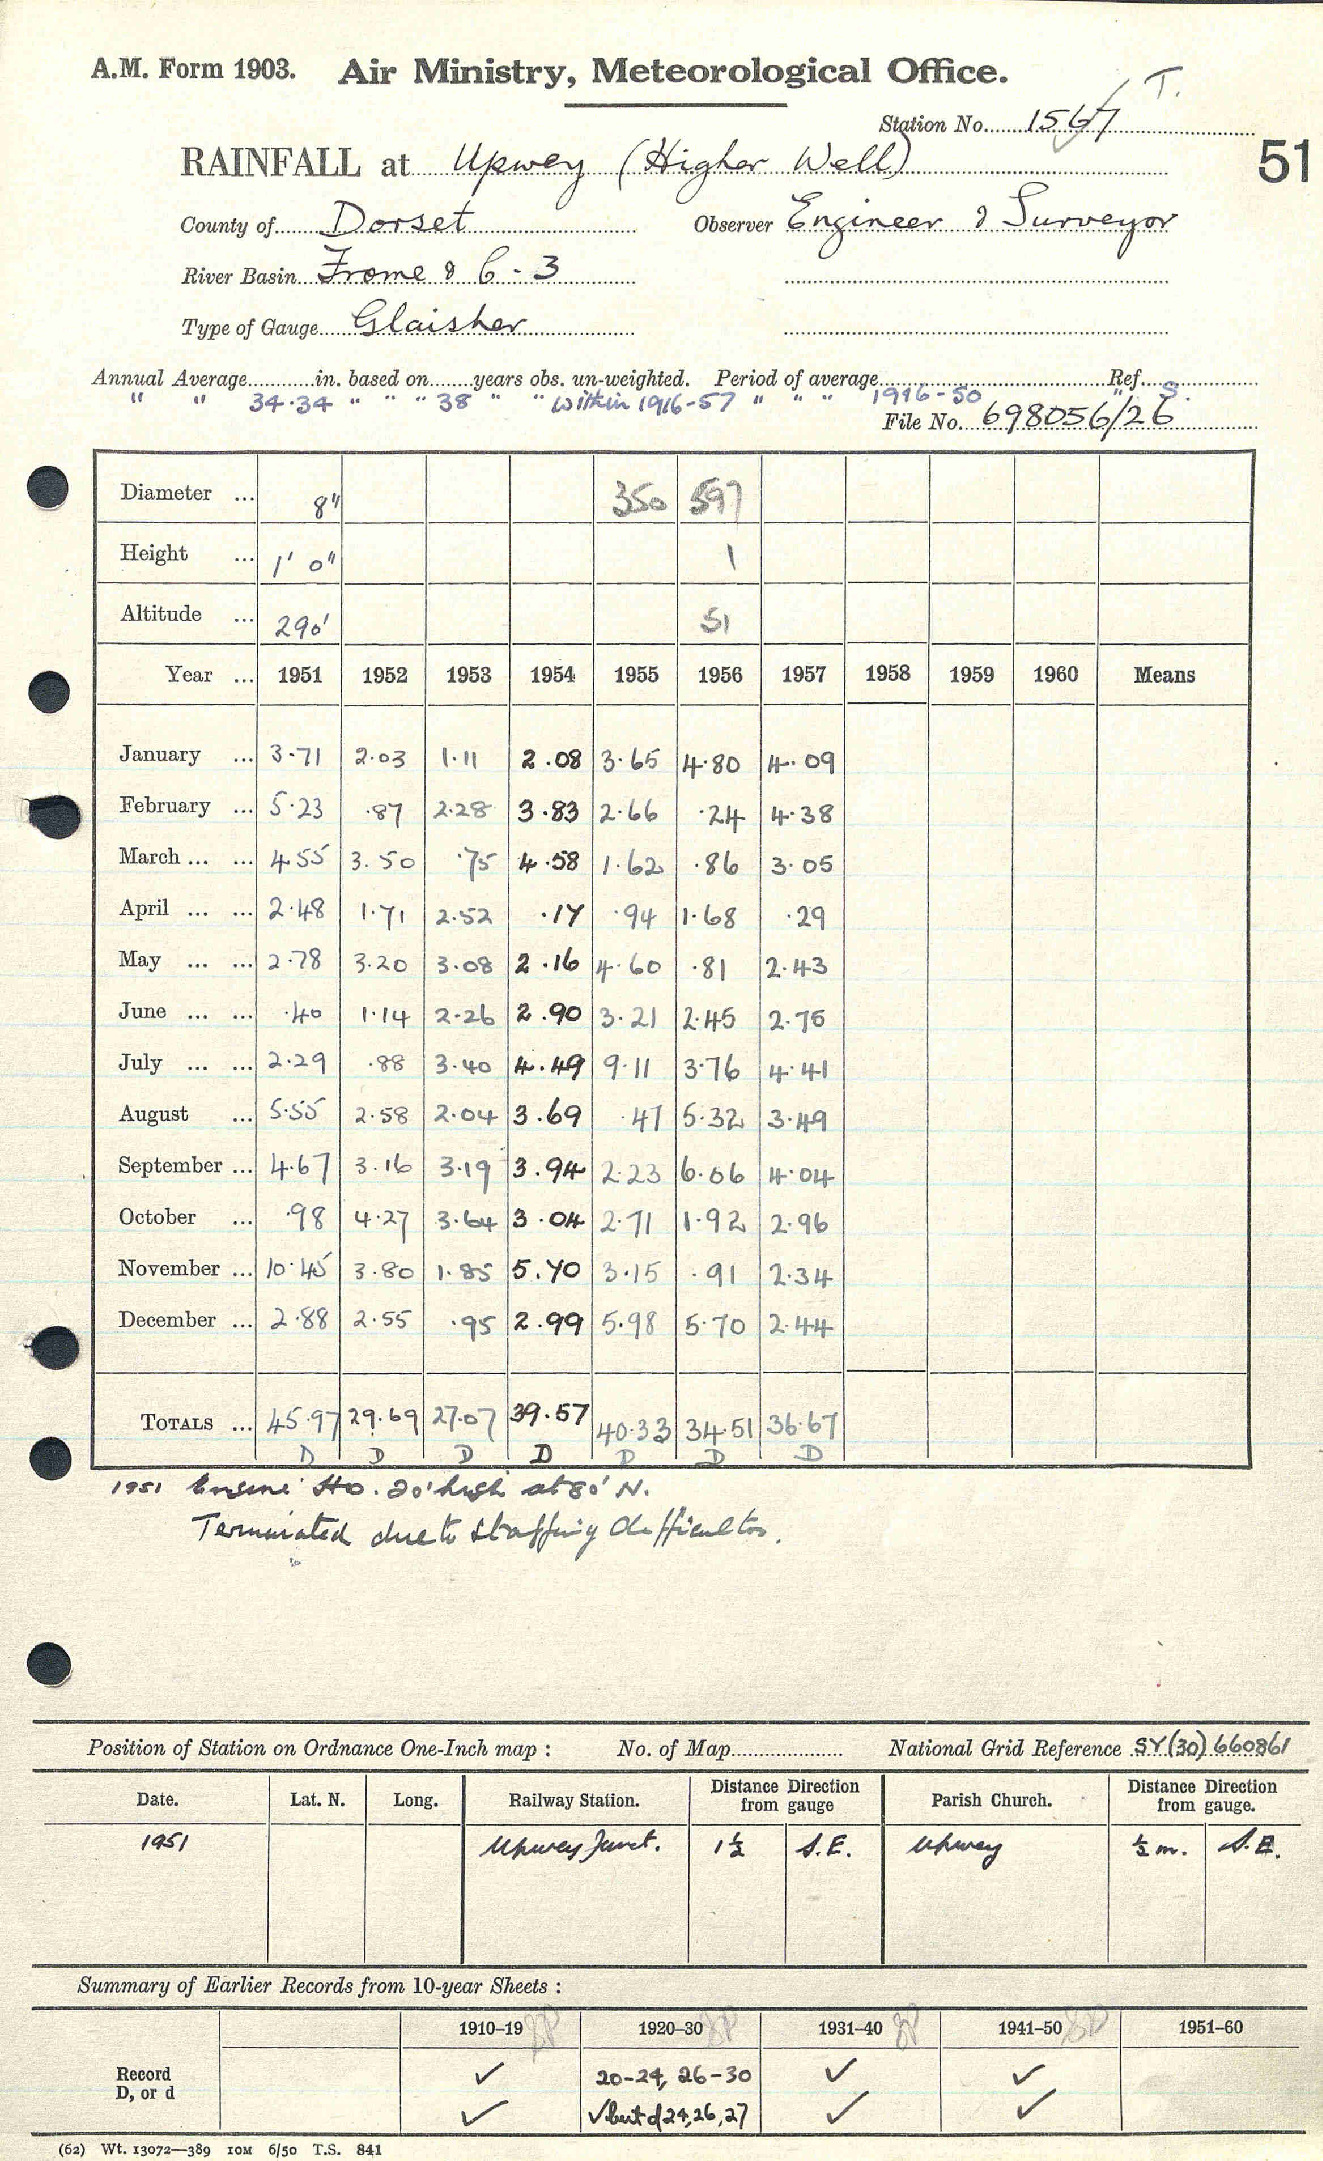 A.M. Form 1903. Air Ministry, Meteorological Office.
T.
Station No. 1567
51
RAINFALL at Upwey (Higher Well)
County of Dorset Observer Engineer & Surveyor
River Basin Frome & C - 3
Type of Gauge Glaisher
Annual Average in. based on years obs. un-weighted. Period of average Ref.
" " 34.34 " " " 38 " " within 1916-57 " " " 1916-50 " S.
File No. 698056/26
Diameter ... 8" 350 597
Height ... 1' 0" 1
Altitude ... 290' 51
Year ... 1951 1952 1953 1954 1955 1956 1957 1958 1959 1960 Means
January ... 3.71 2.03 1.11 2.08 3.65 4.80 4.09
February ... 5.23 .87 2.28 3.83 2.66 .24 4.38
March ... ... 4.55 3.50 .75 4.58 1.62 .86 3.05
April ... ... 2.48 1.71 2.52 .17 .94 1.68 .29
May ... ... 2.78 3.20 3.08 2.16 4.60 .81 2.43
June ... ... .40 1.14 2.26 2.90 3.21 2.45 2.75
July ... ... 2.29 .88 3.40 4.49 9.11 3.76 4.41
August ... 5.55 2.58 2.04 3.69 .47 5.32 3.49
September ... 4.67 3.16 3.19 3.94 2.23 6.06 4.04
October ... .98 4.27 3.64 3.04 2.71 1.92 2.96
November ... 10.45 3.80 1.85 5.70 3.15 .91 2.34
December ... 2.88 2.55 .95 2.99 5.98 5.70 2.44
TOTALS ... 45.97 29.69 27.07 39.57 40.33 34.51 36.67
D D D D D D D
1951 Engine Ho. 20' high at 80' N.
Terminated due to staffing difficulties.
Position of Station on Ordnance One-Inch map : No. of Map National Grid Reference SY(30) 660861
Date. Lat. N. Long. Railway Station. Distance Direction from gauge Parish Church. Distance Direction from gauge.
1951 Upwey Junct. 1½ S.E. Upwey ½ m. S.E.
Summary of Earlier Records from 10-year Sheets :
1910-19 1920-30 1931-40 1941-50 1951-60
Record ✓ 20-24, 26-30 ✓ ✓
D, or d ✓ ✓but d 24,26,27 ✓ ✓
(62) Wt. 13072—389 10M 6/50 T.S. 841